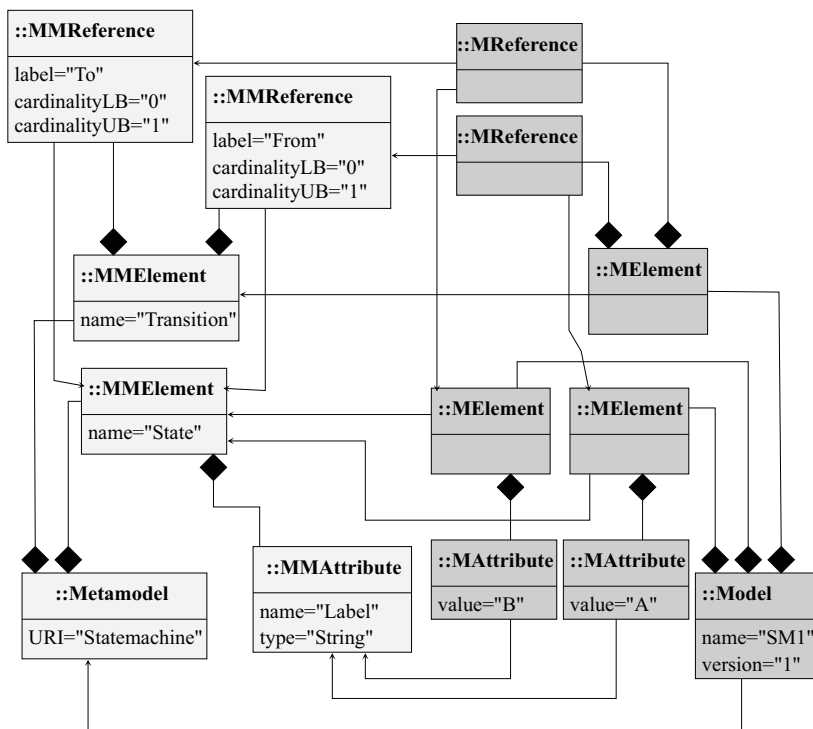 ::MMReference
label="To"
cardinalityLB="0"
cardinalityUB="1"
::MReference
::MMReference
label="From"
cardinalityLB="0"
cardinalityUB="1"
::MReference
::MMElement
name="Transition"
::MElement
::MMElement
name="State"
::MElement
::MElement
::Metamodel
URI="Statemachine"
::MMAttribute
name="Label"
type="String"
::MAttribute
value="B"
::MAttribute
value="A"
::Model
name="SM1"
version="1"